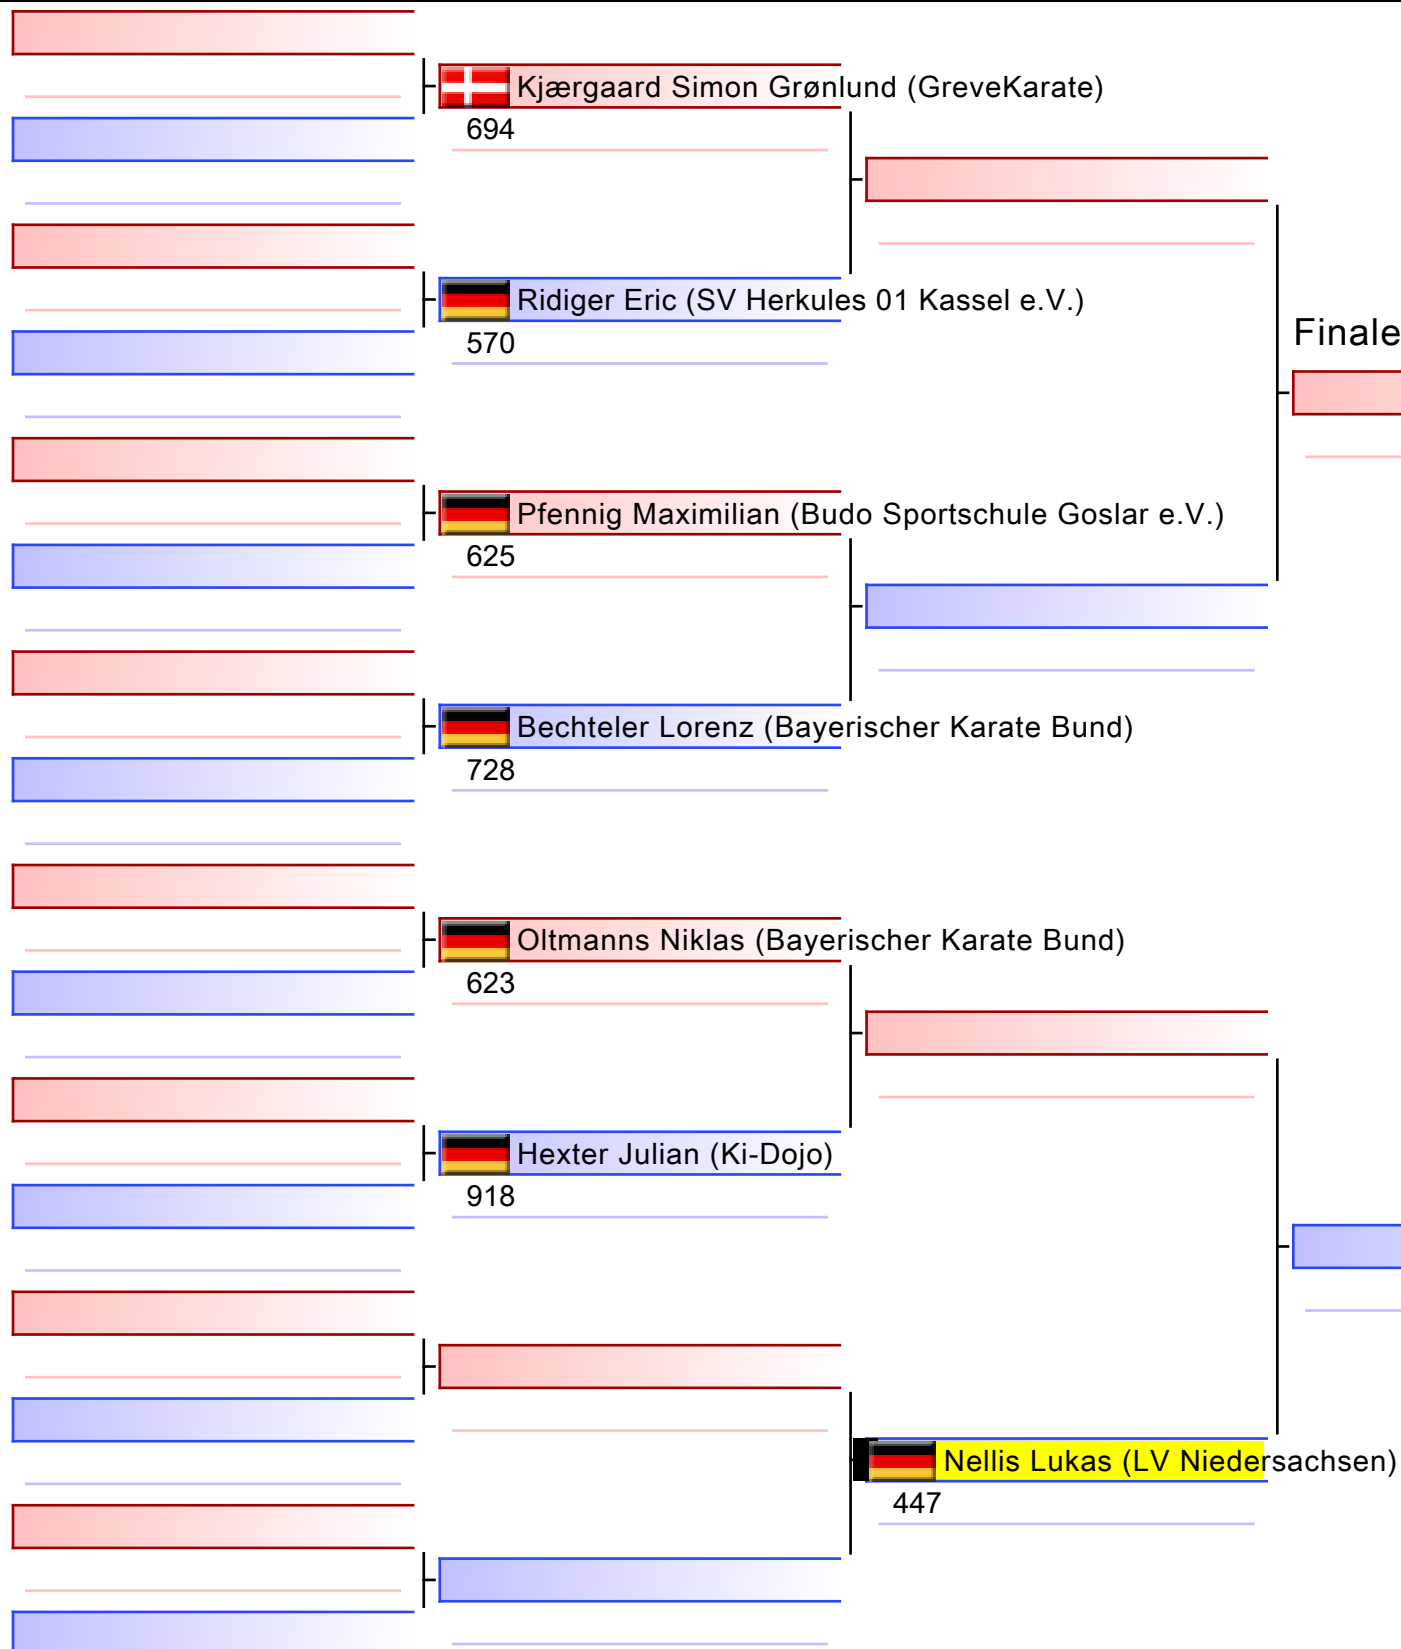 Kjærgaard Simon Grønlund (GreveKarate)
694
Ridiger Eric (SV Herkules 01 Kassel e.V.)
570
Finale
Pfennig Maximilian (Budo Sportschule Goslar e.V.)
625
Bechteler Lorenz (Bayerischer Karate Bund)
728
Oltmanns Niklas (Bayerischer Karate Bund)
623
Hexter Julian (Ki-Dojo)
918
Nellis Lukas (LV Niedersachsen)
447